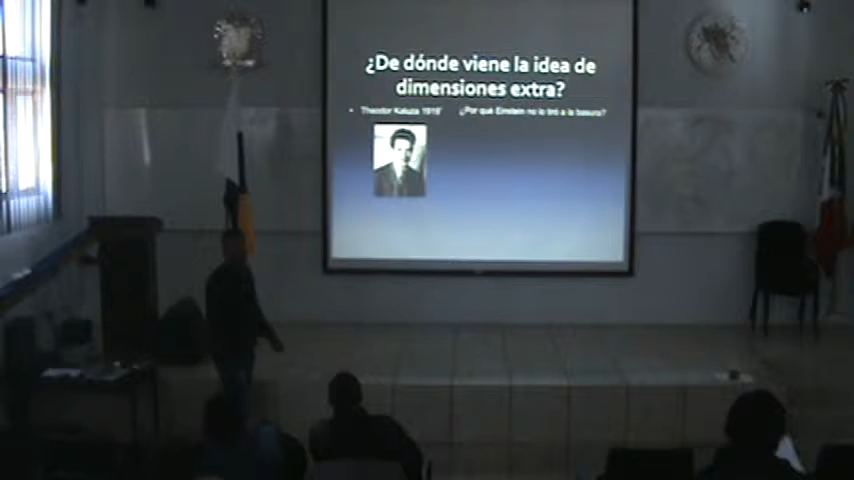 ¿De dónde viene la idea de
dimensiones extra?
• Theodor Kaluza 1919 ¿Por qué Einstein no lo tiró a la basura?